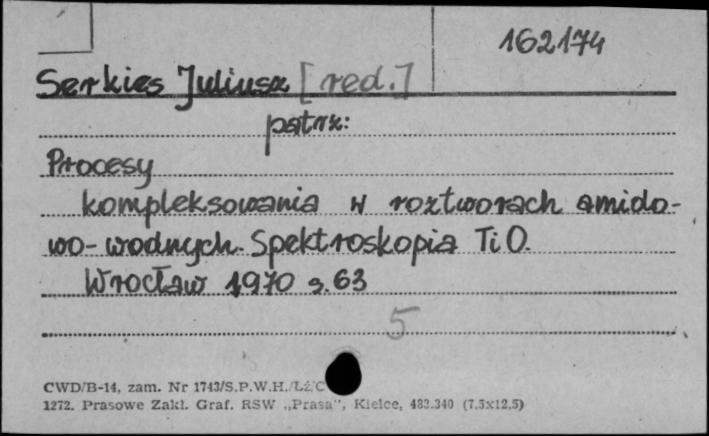 162174
Serkies Juliusz [red.]
patrz:
Procesy
kompleksowania w roztworach amido-
wo-wodnych. Spektroskopia TiO.
Wrocław 1970 s. 63
5
CWD/B-14, zam. Nr 1743/S.P.W.H./Łź/C
1272. Prasowe Zakł. Graf. RSW „Prasa", Kielce, 483.340 (7,5x12,5)